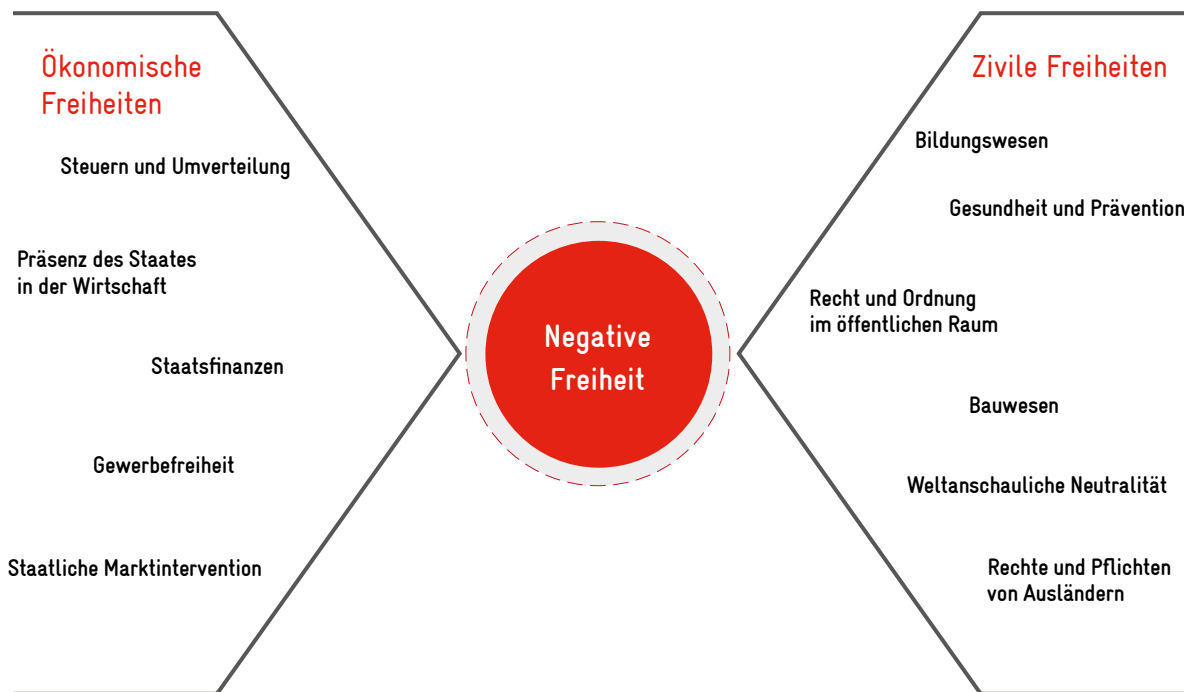 Ökonomische
Freiheiten
Steuern und Umverteilung
Präsenz des Staates
in der Wirtschaft
Staatsfinanzen
Gewerbefreiheit
Staatliche Marktintervention
Negative
Freiheit
Zivile Freiheiten
Bildungswesen
Gesundheit und Prävention
Recht und Ordnung
im öffentlichen Raum
Bauwesen
Weltanschauliche Neutralität
Rechte und Pflichten
von Ausländern